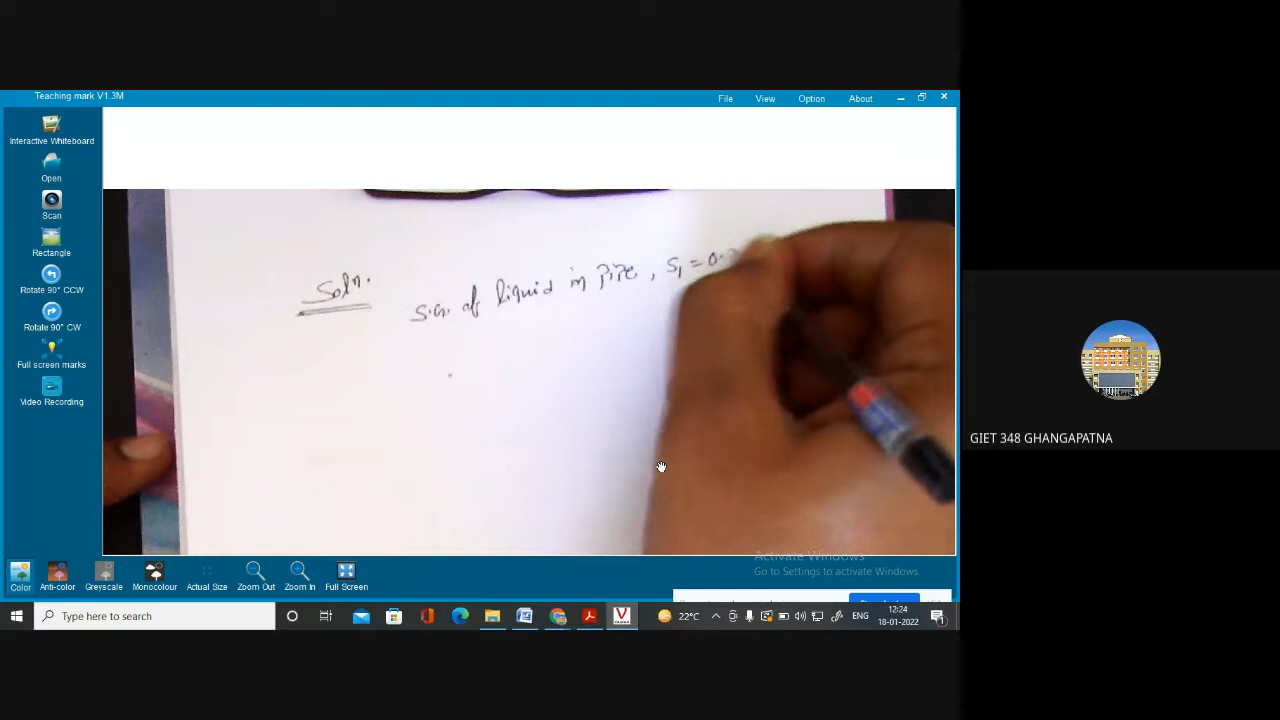 Teaching mark V1.3M
File View Option About
Interactive Whiteboard
Open
Scan
Rectangle
Rotate 90° CCW
Rotate 90° CW
Full screen marks
Video Recording
Soln.
S.G. of liquid in pipe, S1 = 0.
GIET 348 GHANGAPATNA
Activate Windows
Go to Settings to activate Windows.
Color Anti-color Greyscale Monocolour Actual Size Zoom Out Zoom In Full Screen
Type here to search
22°C
ENG
12:24
18-01-2022